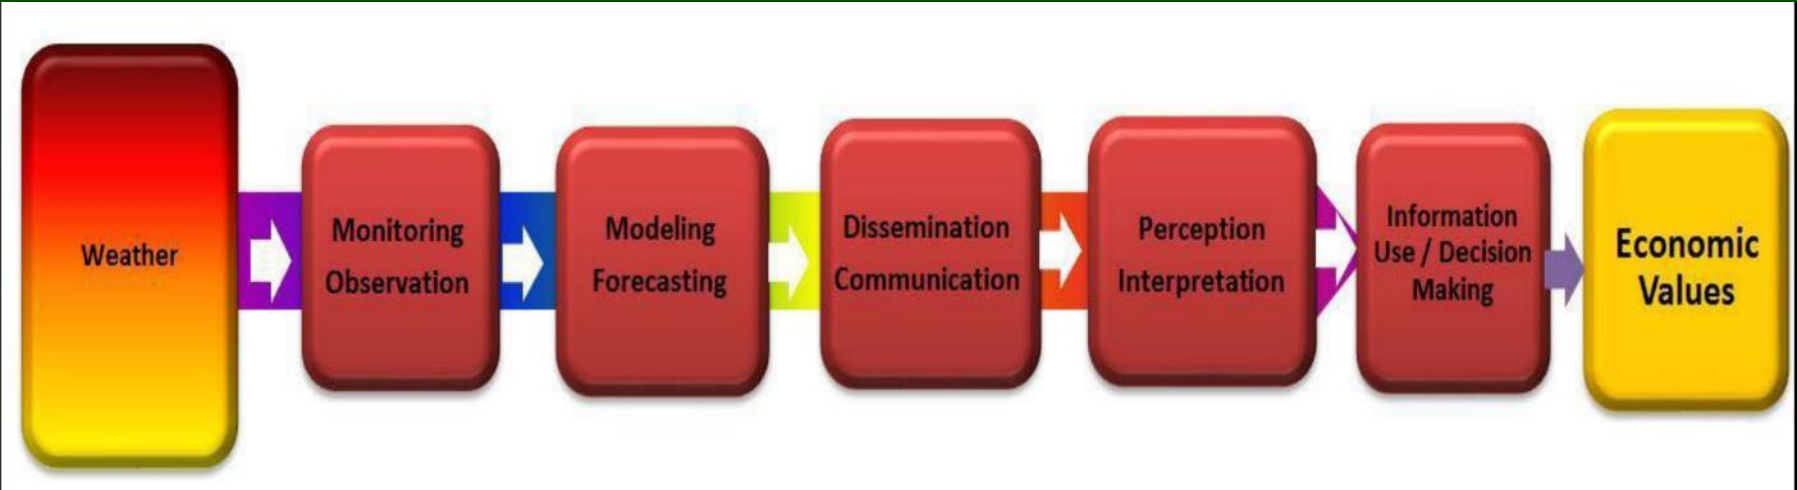 Weather
Monitoring
Observation
Modeling
Forecasting
Dissemination
Communication
Perception
Interpretation
Information
Use / Decision
Making
Economic
Values